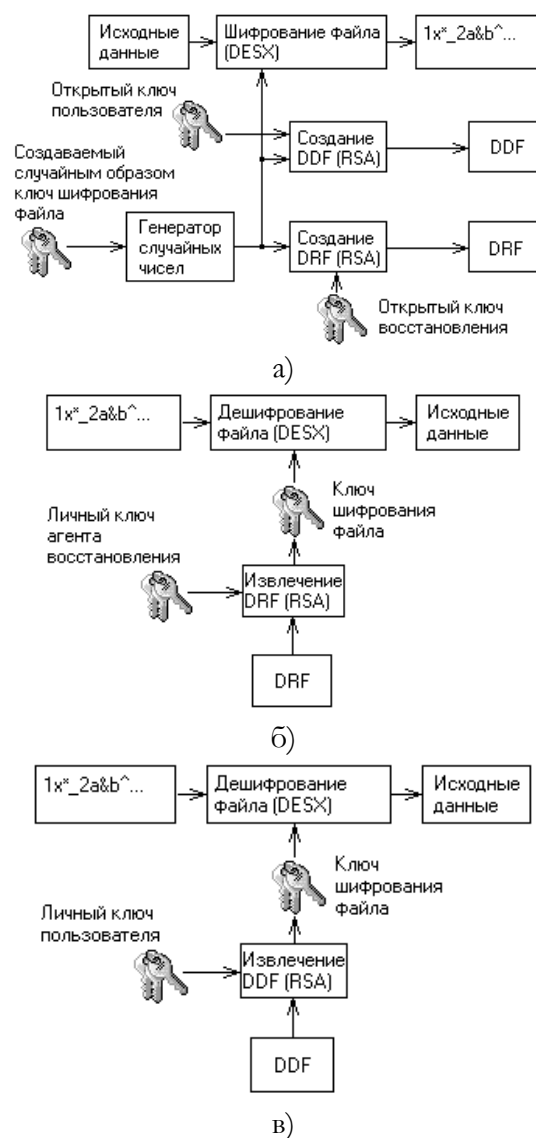 Исходные
данные
Шифрование файла
(DESX)
1x*_2a&b^...
Открытый ключ
пользователя
Создание
DDF (RSA)
DDF
Создаваемый
случайным образом
ключ шифрования
файла
Генератор
случайных
чисел
Создание
DRF (RSA)
DRF
Открытый ключ
восстановления
а)
1x*_2a&b^...
Дешифрование
файла (DESX)
Исходные
данные
Ключ
шифрования
файла
Личный ключ
агента
восстановления
Извлечение
DRF (RSA)
DRF
б)
1x*_2a&b^...
Дешифрование
файла (DESX)
Исходные
данные
Ключ
шифрования
файла
Личный ключ
пользователя
Извлечение
DDF (RSA)
DDF
в)